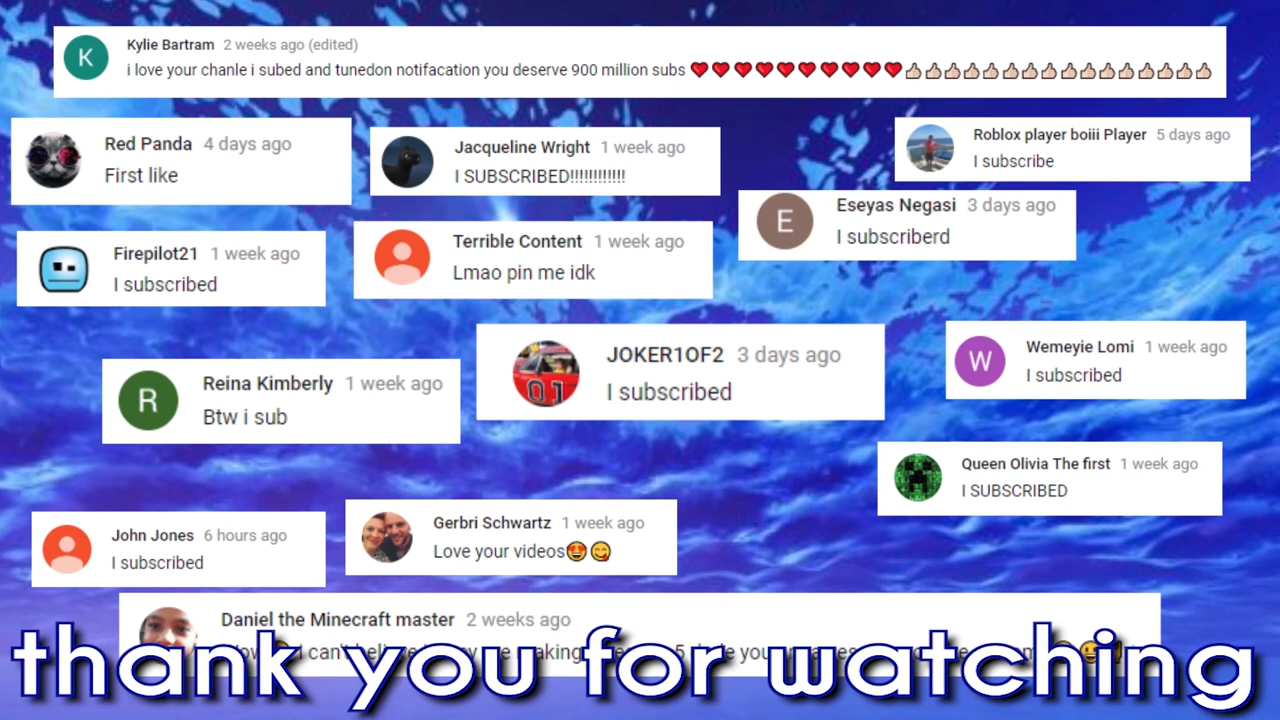 K
Kylie Bartram 2 weeks ago (edited)
i love your chanle i subed and tunedon notifacation you deserve 900 million subs ❤️❤️❤️❤️❤️❤️❤️❤️❤️❤️👍🏻👍🏻👍🏻👍🏻👍🏻👍🏻👍🏻👍🏻👍🏻👍🏻👍🏻👍🏻👍🏻👍🏻👍🏻👍🏻
Red Panda 4 days ago
First like
Jacqueline Wright 1 week ago
I SUBSCRIBED!!!!!!!!!!!!
Roblox player boiii Player 5 days ago
I subscribe
E
Eseyas Negasi 3 days ago
I subscriberd
Firepilot21 1 week ago
I subscribed
Terrible Content 1 week ago
Lmao pin me idk
JOKER1OF2 3 days ago
I subscribed
01
W
Wemeyie Lomi 1 week ago
I subscribed
R
Reina Kimberly 1 week ago
Btw i sub
Queen Olivia The first 1 week ago
I SUBSCRIBED
John Jones 6 hours ago
I subscribed
Gerbri Schwartz 1 week ago
Love your videos😍😋
Daniel the Minecraft master 2 weeks ago
thank you for watching